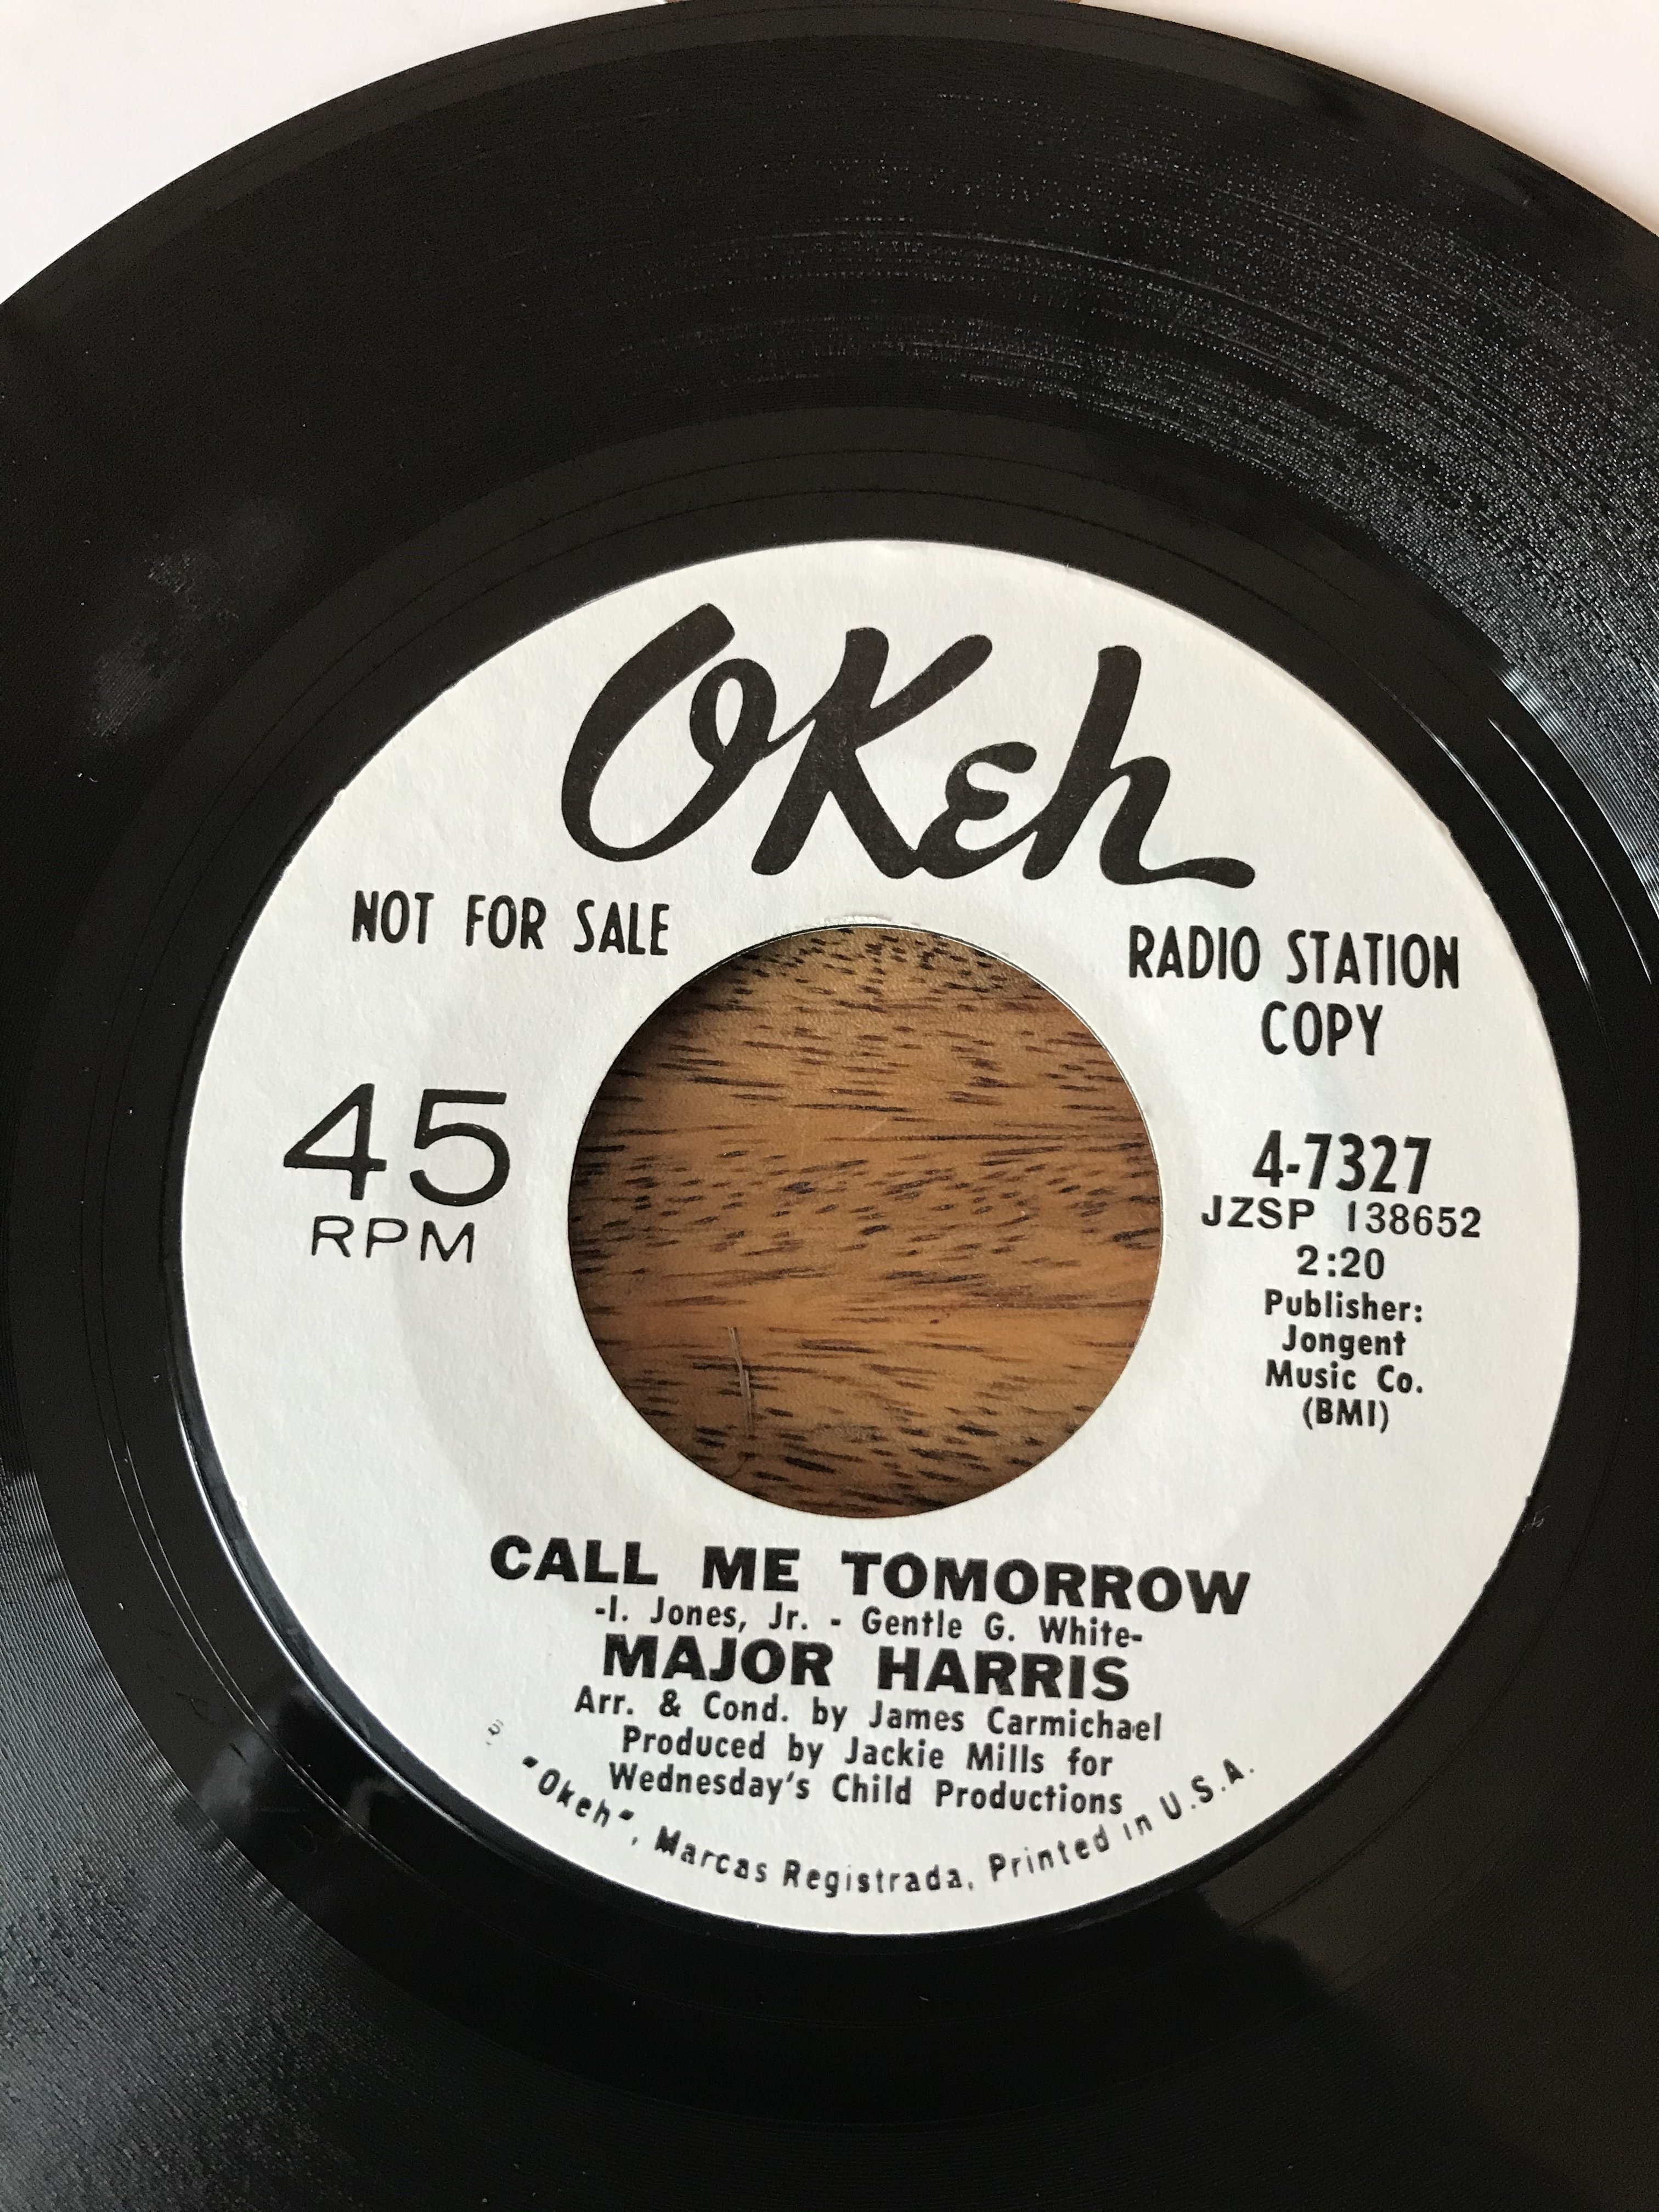 OKeh
NOT FOR SALE
RADIO STATION
COPY
45
RPM
4-7327
JZSP 138652
2:20
Publisher:
Jongent
Music Co.
(BMI)
CALL ME TOMORROW
-I. Jones, Jr. - Gentle G. White-
MAJOR HARRIS
Arr. & Cond. by James Carmichael
Produced by Jackie Mills for
Wednesday's Child Productions
"Okeh", Marcas Registrada, Printed in U.S.A.